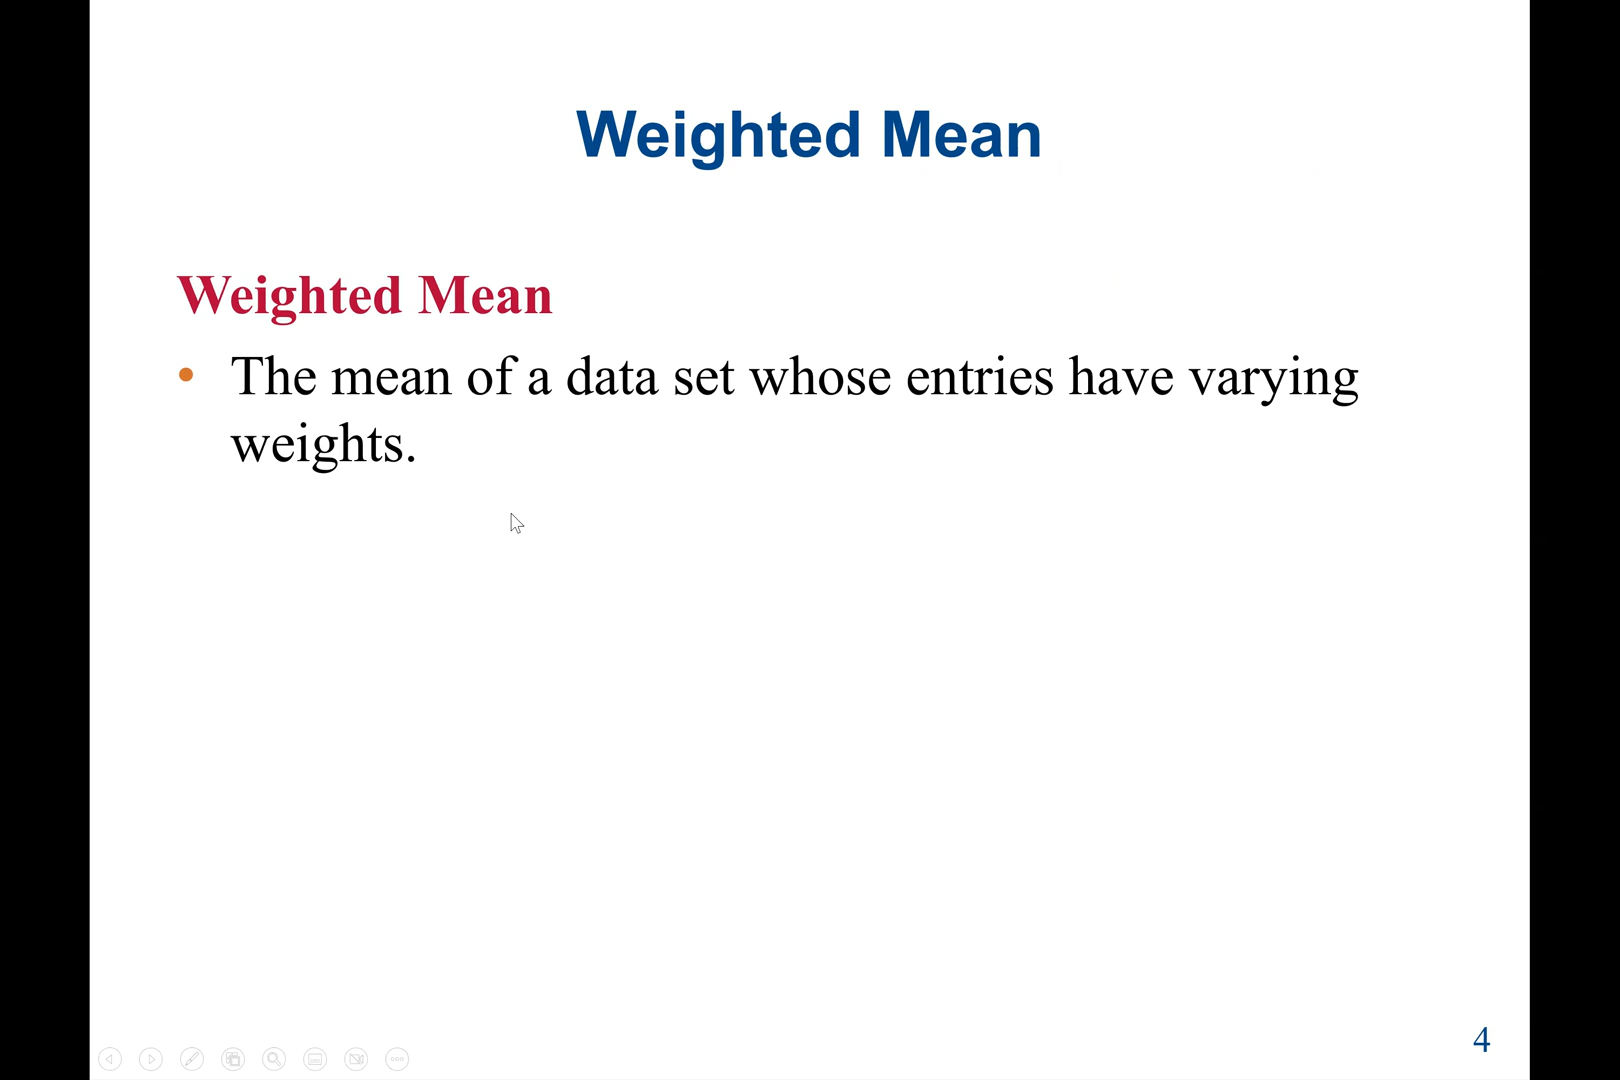 Weighted Mean
Weighted Mean
• The mean of a data set whose entries have varying
weights.
4